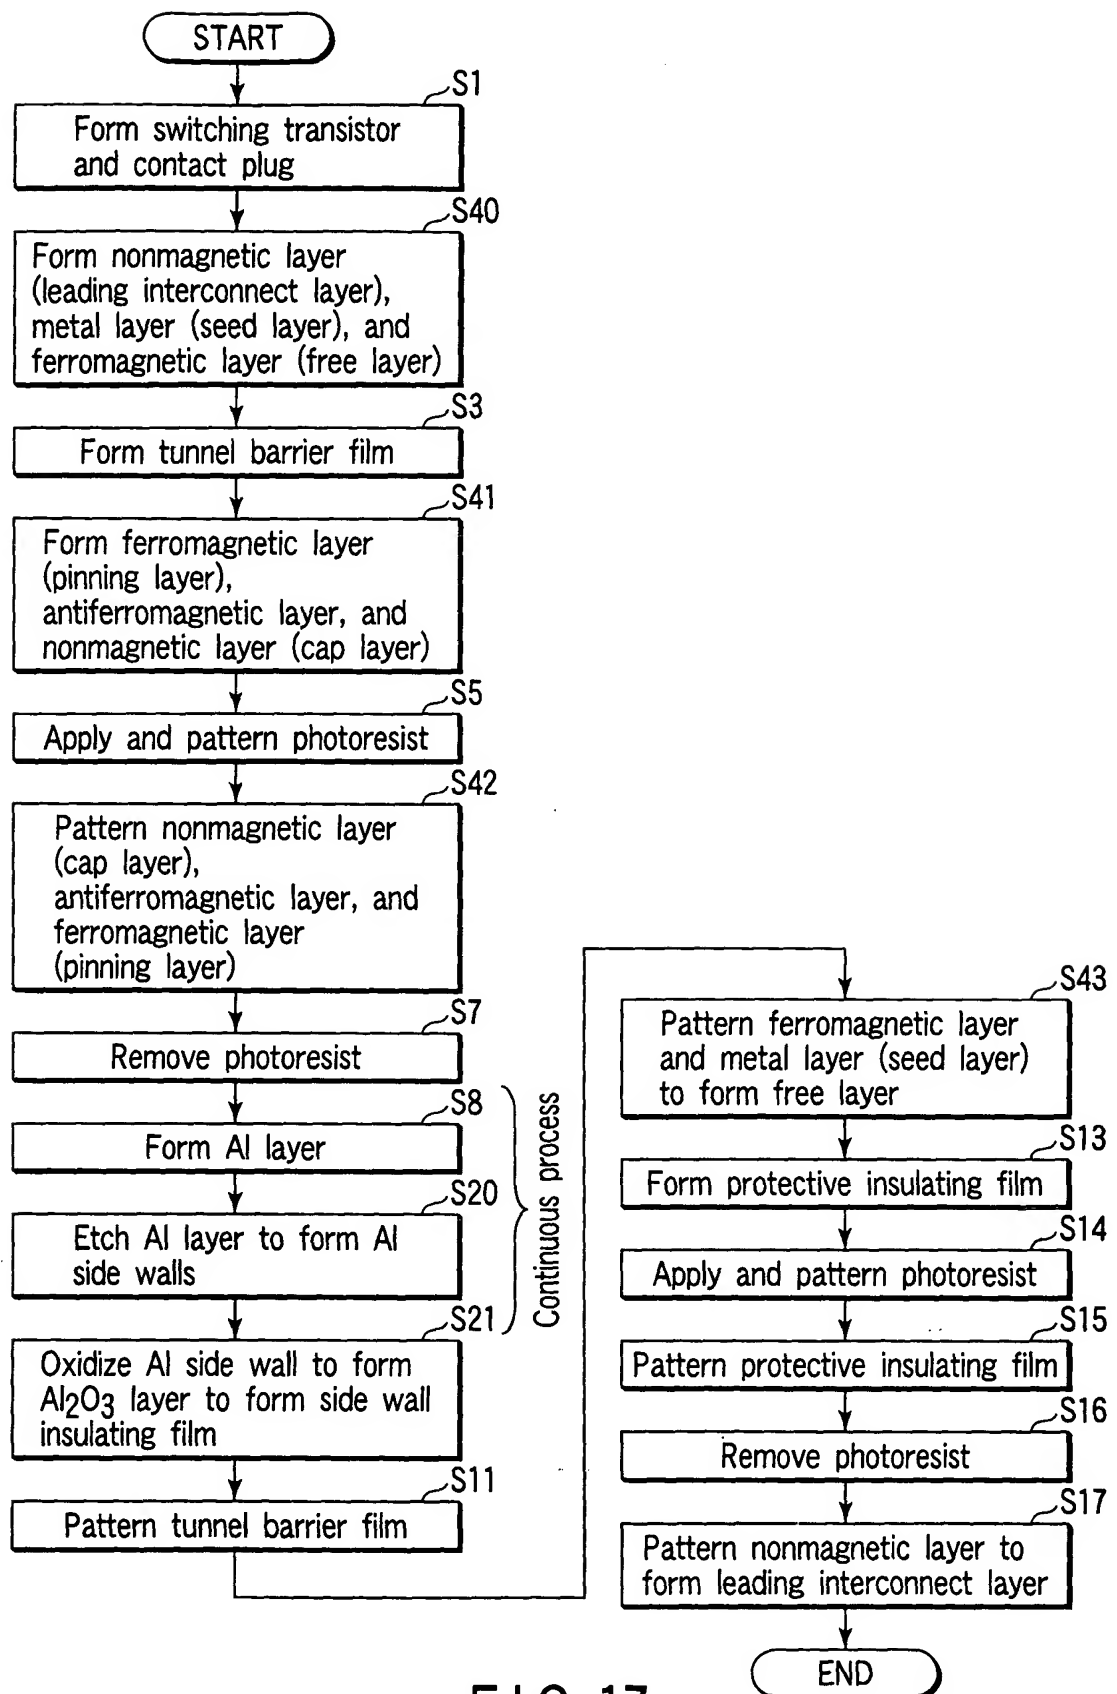 START
S1
Form switching transistor
and contact plug
S40
Form nonmagnetic layer
(leading interconnect layer),
metal layer (seed layer), and
ferromagnetic layer (free layer)
S3
Form tunnel barrier film
S41
Form ferromagnetic layer
(pinning layer),
antiferromagnetic layer, and
nonmagnetic layer (cap layer)
S5
Apply and pattern photoresist
S42
Pattern nonmagnetic layer
(cap layer),
antiferromagnetic layer, and
ferromagnetic layer
(pinning layer)
S7
Remove photoresist
S8
Form Al layer
S20
Etch Al layer to form Al
side walls
S21
Oxidize Al side wall to form
Al2O3 layer to form side wall
insulating film
Continuous process
S11
Pattern tunnel barrier film
S43
Pattern ferromagnetic layer
and metal layer (seed layer)
to form free layer
S13
Form protective insulating film
S14
Apply and pattern photoresist
S15
Pattern protective insulating film
S16
Remove photoresist
S17
Pattern nonmagnetic layer to
form leading interconnect layer
END
FIG. 17